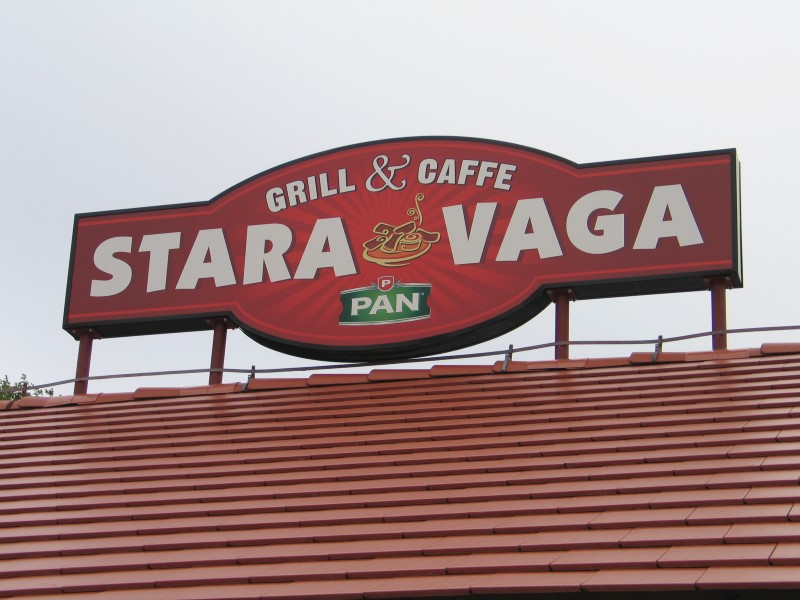 GRILL & CAFFE
STARA VAGA
P
PAN